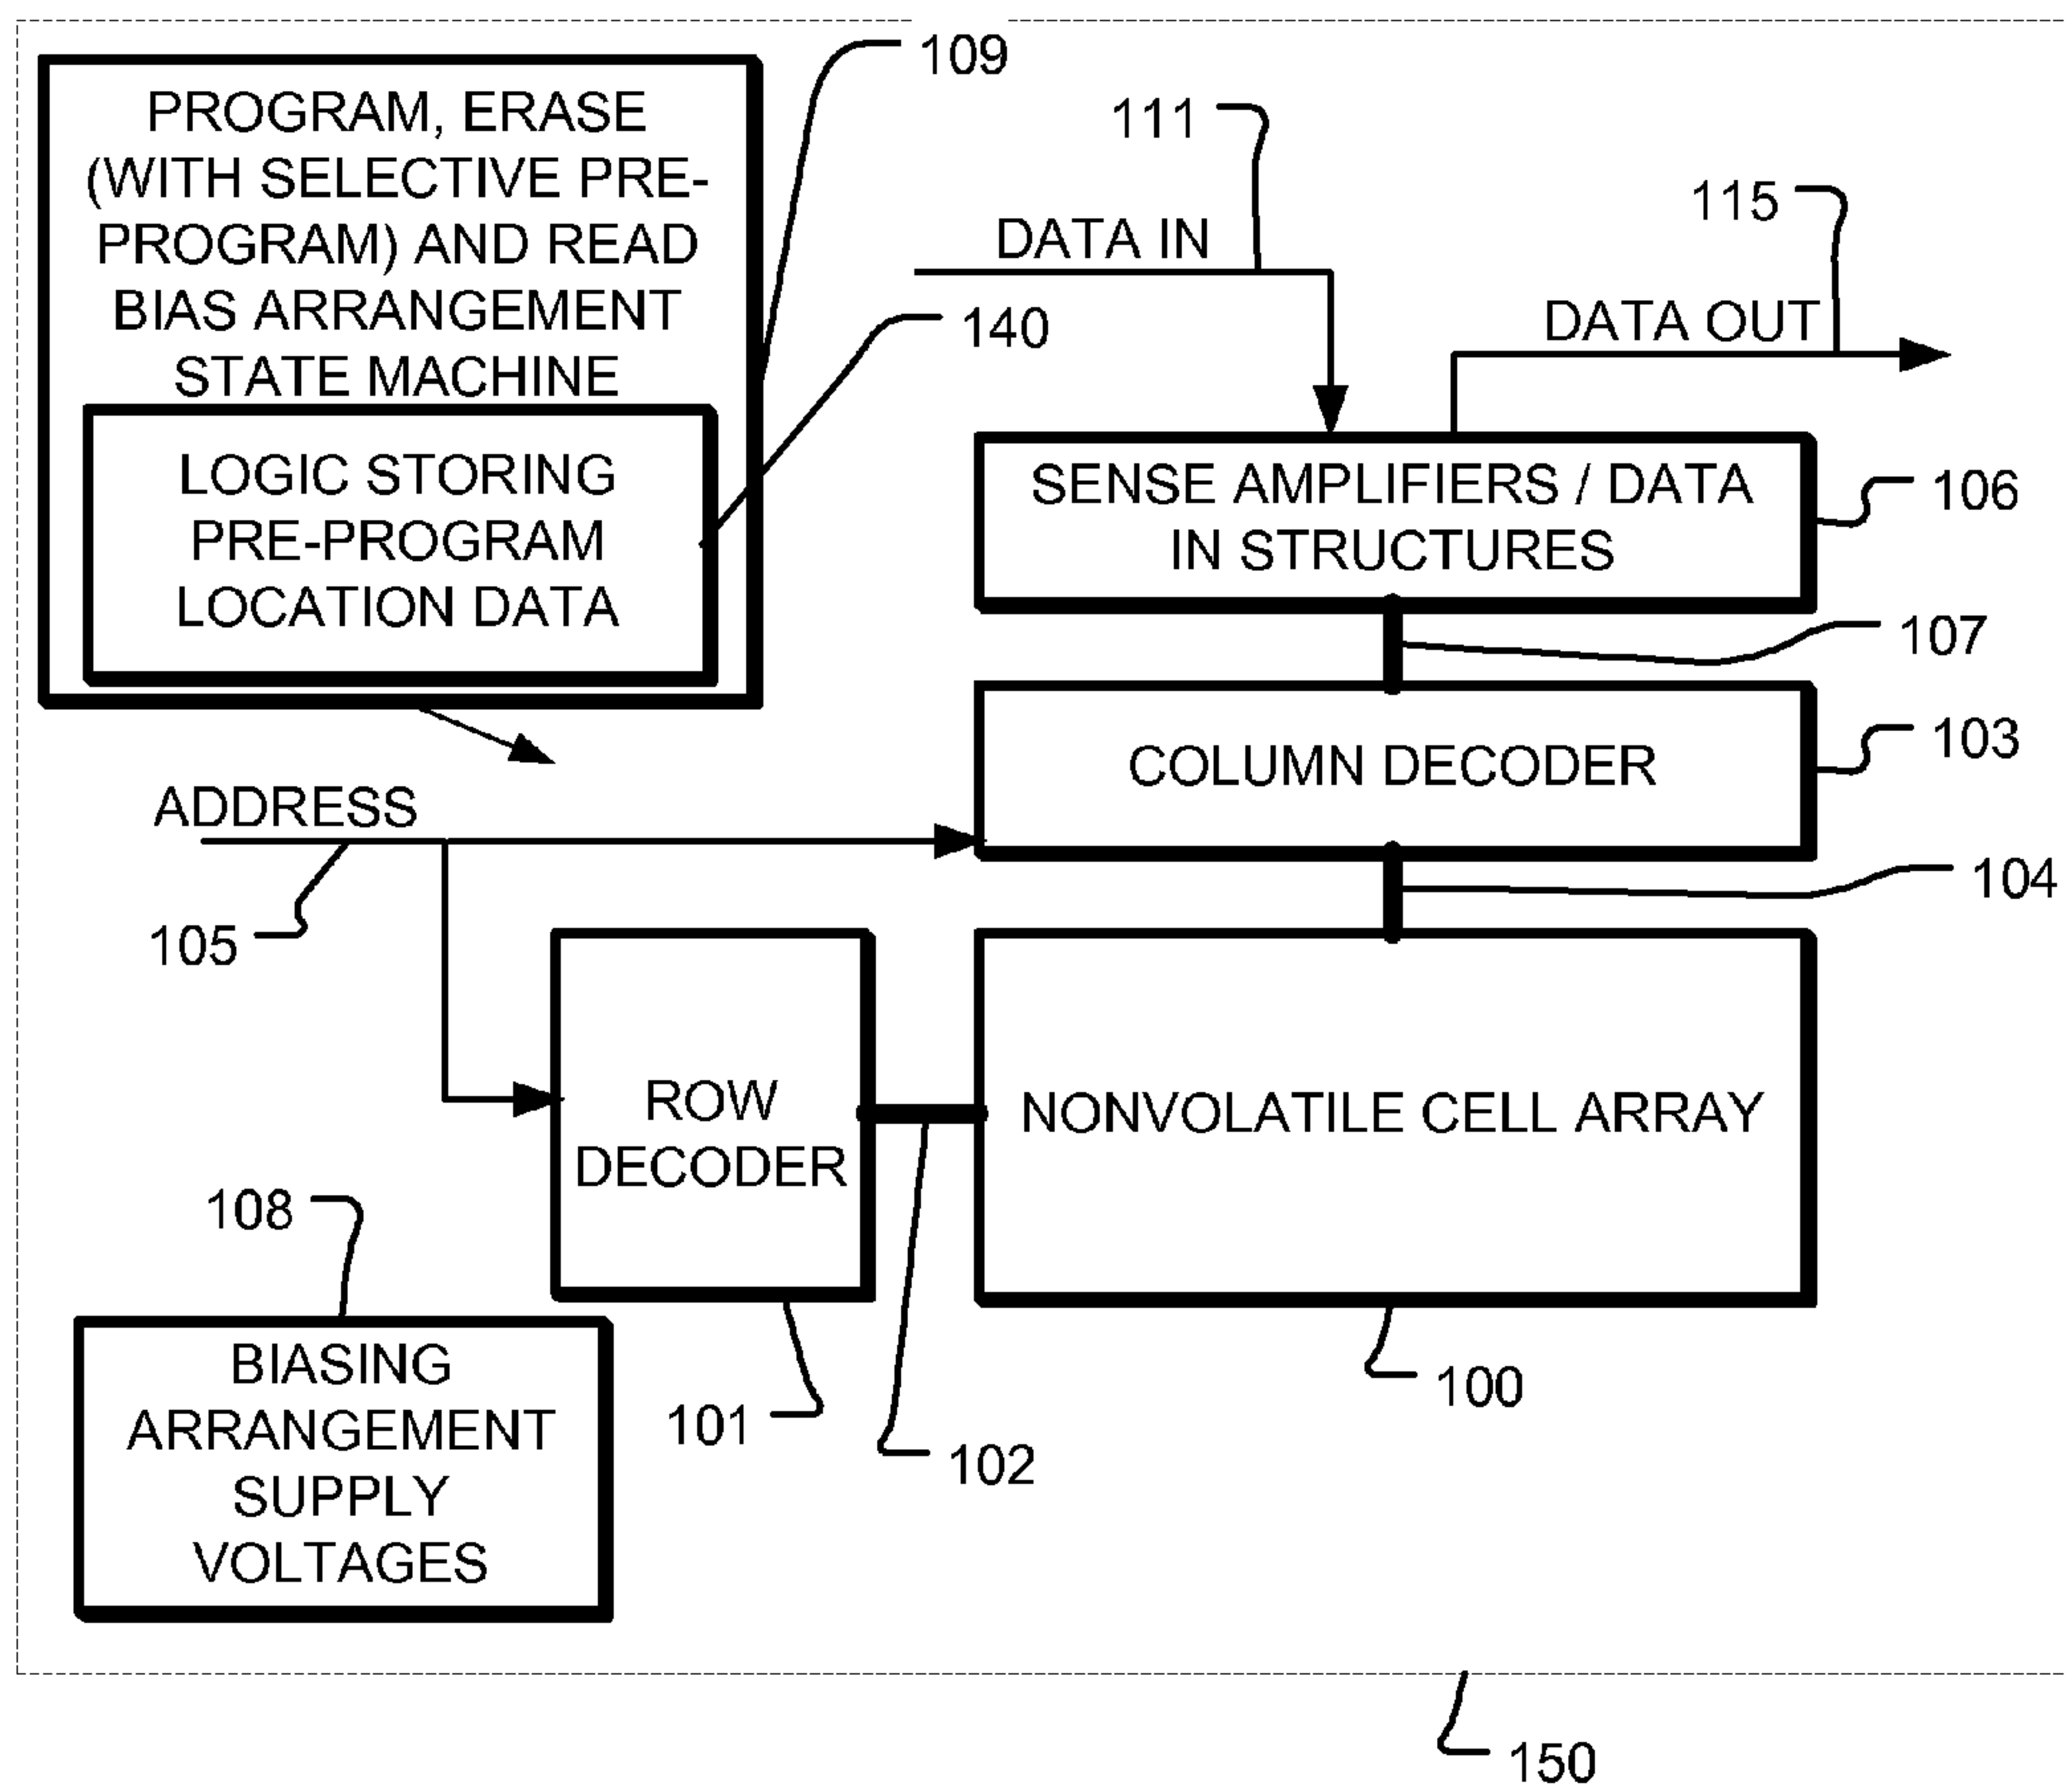 109
PROGRAM, ERASE
(WITH SELECTIVE PRE-
PROGRAM) AND READ
BIAS ARRANGEMENT
STATE MACHINE
LOGIC STORING
PRE-PROGRAM
LOCATION DATA
140
111
DATA IN
115
DATA OUT
SENSE AMPLIFIERS / DATA
IN STRUCTURES
106
107
COLUMN DECODER
103
ADDRESS
105
104
ROW
DECODER
NONVOLATILE CELL ARRAY
108
BIASING
ARRANGEMENT
SUPPLY
VOLTAGES
101
102
100
150